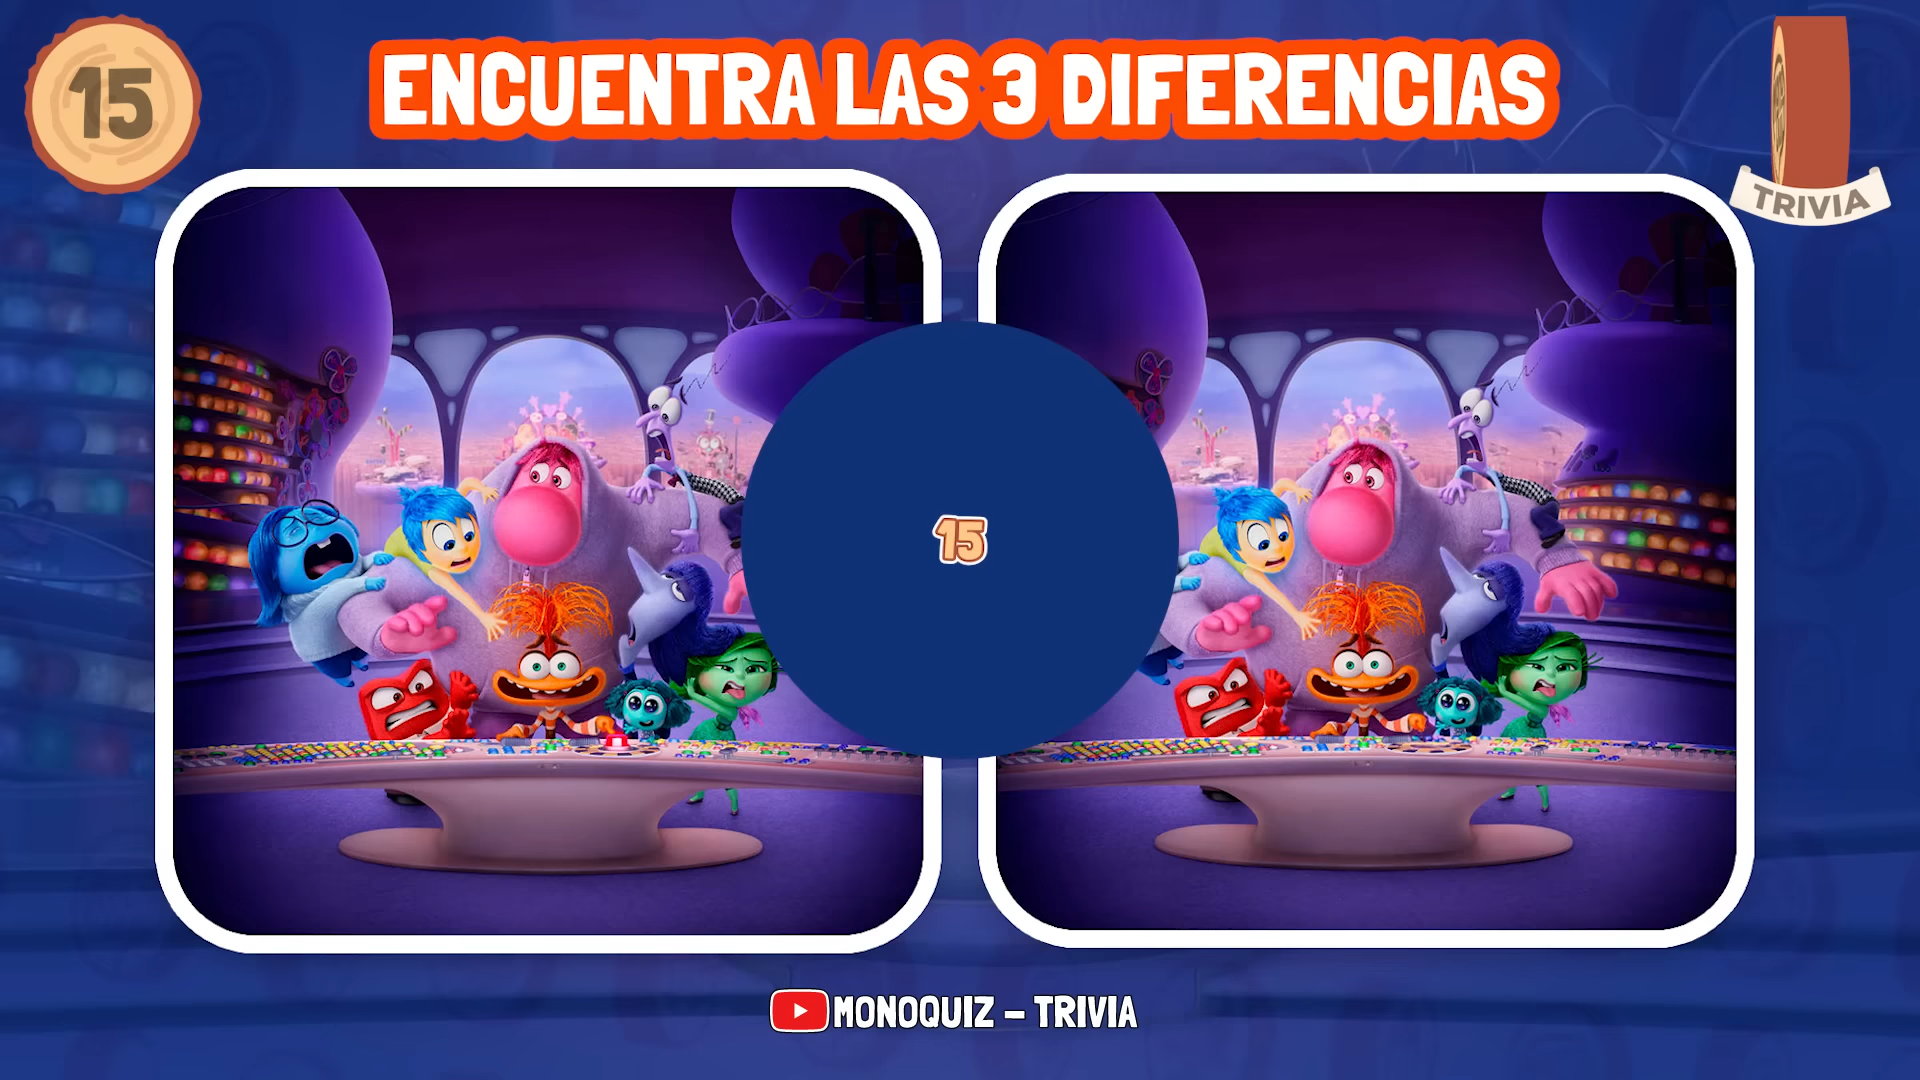 15
ENCUENTRA LAS 3 DIFERENCIAS
TRIVIA
15
MONOQUIZ – TRIVIA